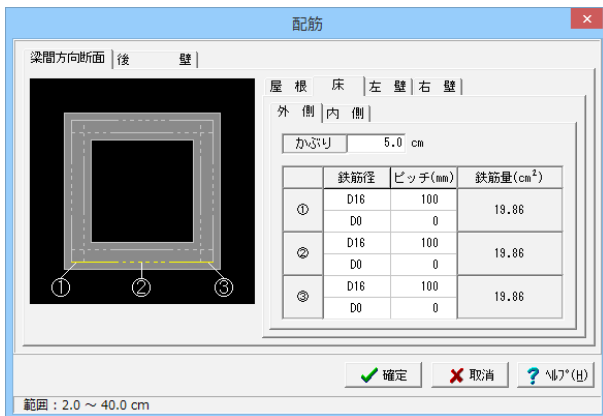 配筋
×
梁間方向断面 後 壁
屋 根 床 左 壁 右 壁
外 側 内 側
かぶり 5.0 cm
鉄筋径 ピッチ(mm) 鉄筋量(cm²)
① D16 100 19.86
D0 0
② D16 100 19.86
D0 0
③ D16 100 19.86
D0 0
① ② ③
確定 取消 ? ﾍﾙﾌﾟ(H)
範囲:2.0 ~ 40.0 cm